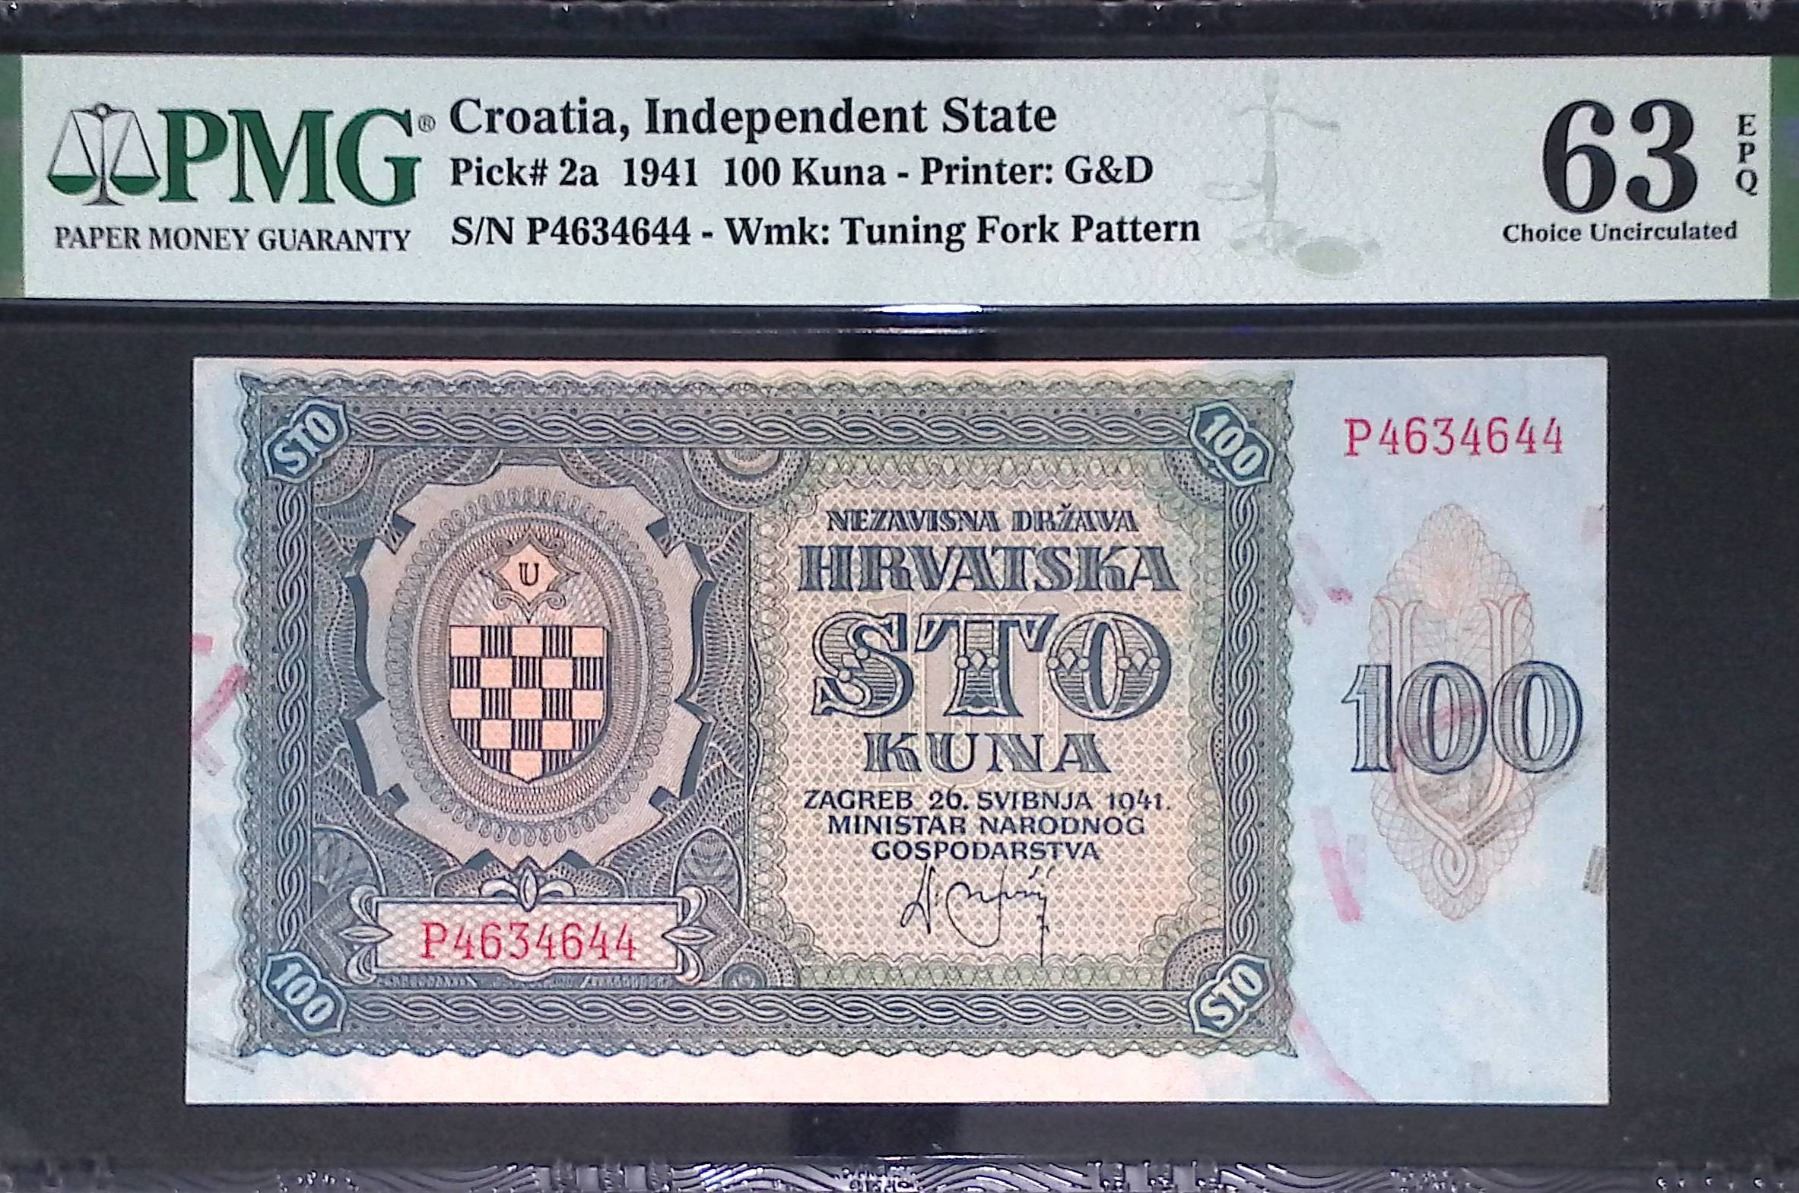 PMG®
PAPER MONEY GUARANTY
Croatia, Independent State
Pick# 2a 1941 100 Kuna - Printer: G&D
S/N P4634644 - Wmk: Tuning Fork Pattern
63
EPQ
Choice Uncirculated
STO
100
P4634644
U
NEZAVISNA DRŽAVA
HRVATSKA
STO
KUNA
100
ZAGREB 26. SVIBNJA 1941.
MINISTAR NARODNOG
GOSPODARSTVA
P4634644
100
STO